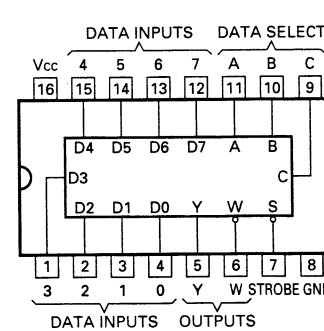 DATA INPUTS DATA SELECT
Vcc 4 5 6 7 A B C
16 15 14 13 12 11 10 9
D4 D5 D6 D7 A B
D3 C
D2 D1 D0 Y W S
1 2 3 4 5 6 7 8
3 2 1 0 Y W STROBE GN
DATA INPUTS OUTPUTS